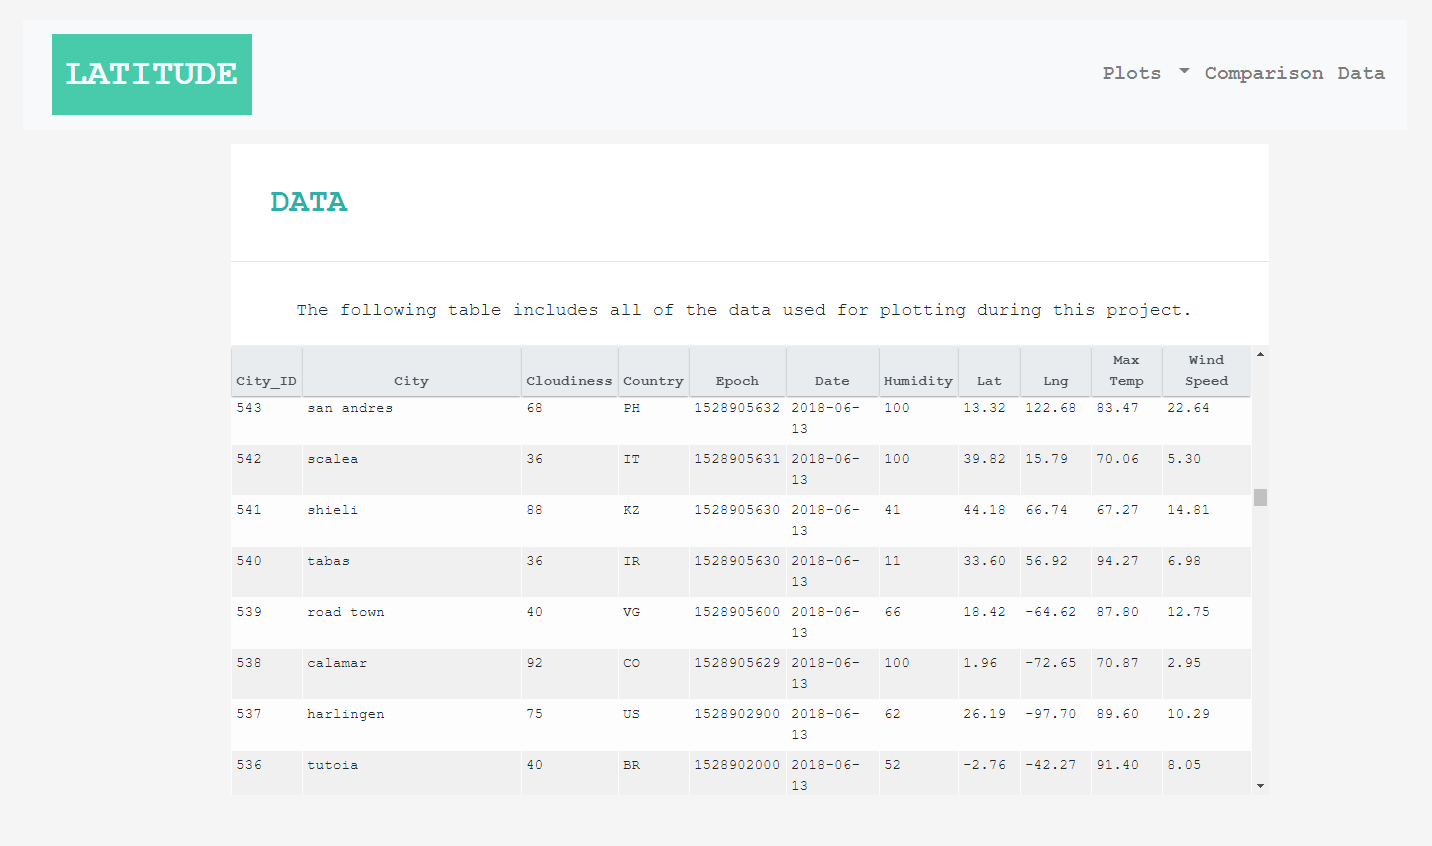 LATITUDE
Plots Comparison Data
DATA
The following table includes all of the data used for plotting during this project.
City_ID City Cloudiness Country Epoch Date Humidity Lat Lng Max Temp Wind Speed
543 san andres 68 PH 1528905632 2018-06-13 100 13.32 122.68 83.47 22.64
542 scalea 36 IT 1528905631 2018-06-13 100 39.82 15.79 70.06 5.30
541 shieli 88 KZ 1528905630 2018-06-13 41 44.18 66.74 67.27 14.81
540 tabas 36 IR 1528905630 2018-06-13 11 33.60 56.92 94.27 6.98
539 road town 40 VG 1528905600 2018-06-13 66 18.42 -64.62 87.80 12.75
538 calamar 92 CO 1528905629 2018-06-13 100 1.96 -72.65 70.87 2.95
537 harlingen 75 US 1528902900 2018-06-13 62 26.19 -97.70 89.60 10.29
536 tutoia 40 BR 1528902000 2018-06-13 52 -2.76 -42.27 91.40 8.05